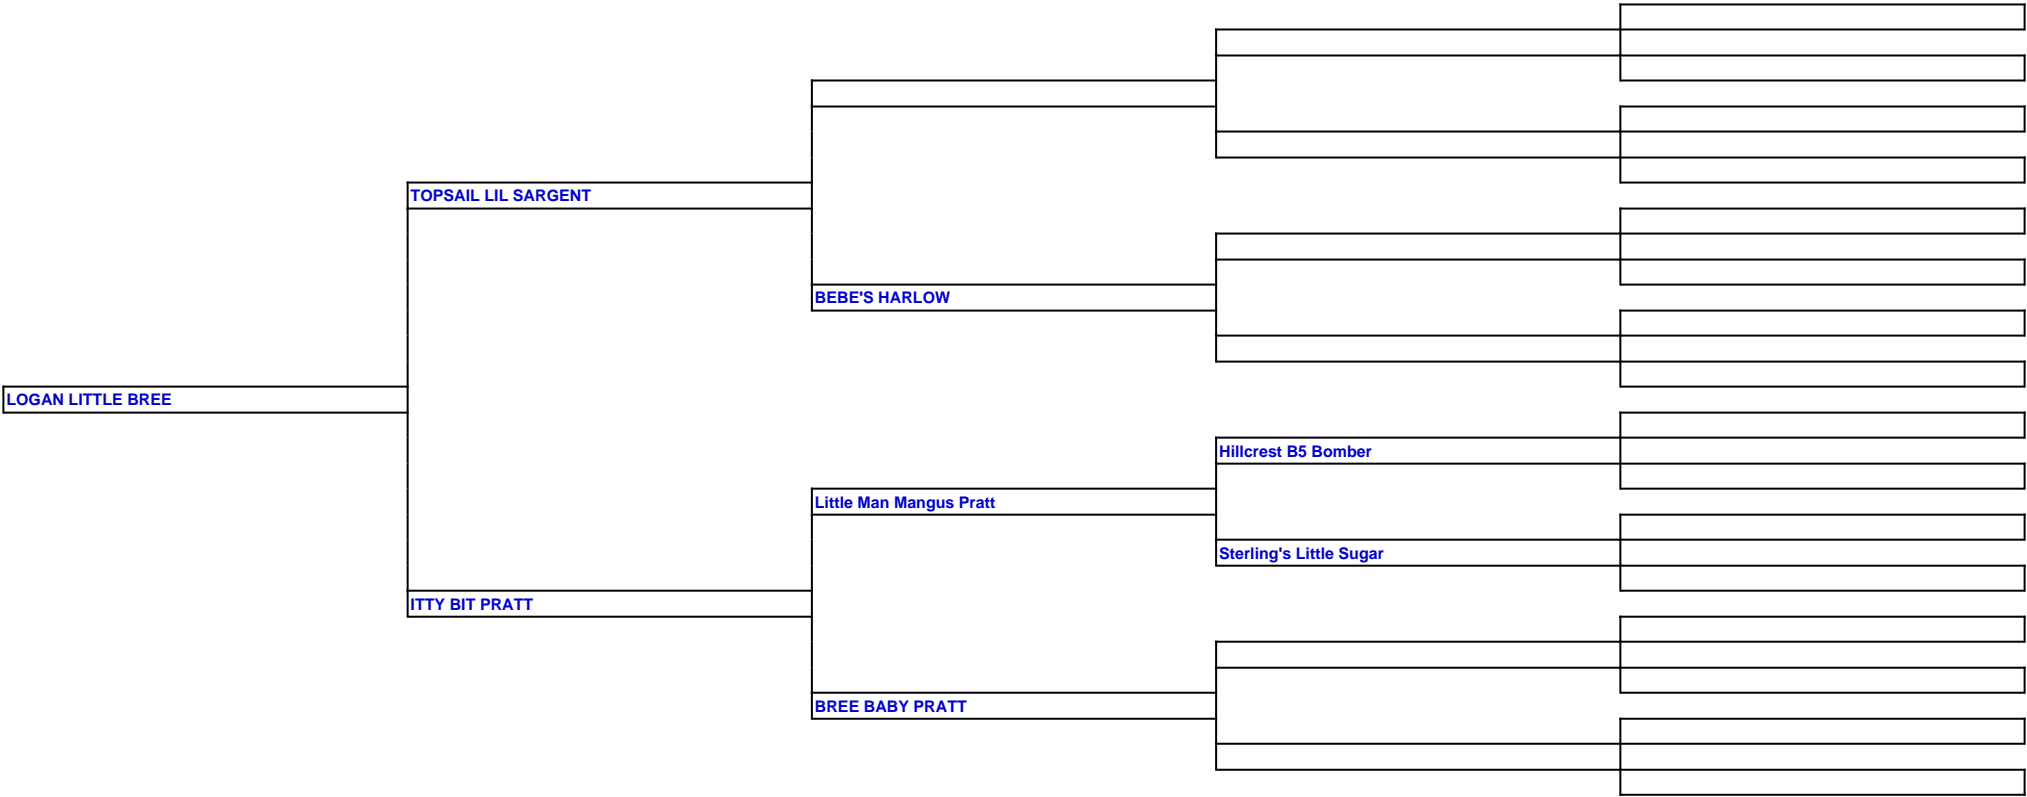 TOPSAIL LIL SARGENT
BEBE'S HARLOW
LOGAN LITTLE BREE
Hillcrest B5 Bomber
Little Man Mangus Pratt
Sterling's Little Sugar
ITTY BIT PRATT
BREE BABY PRATT